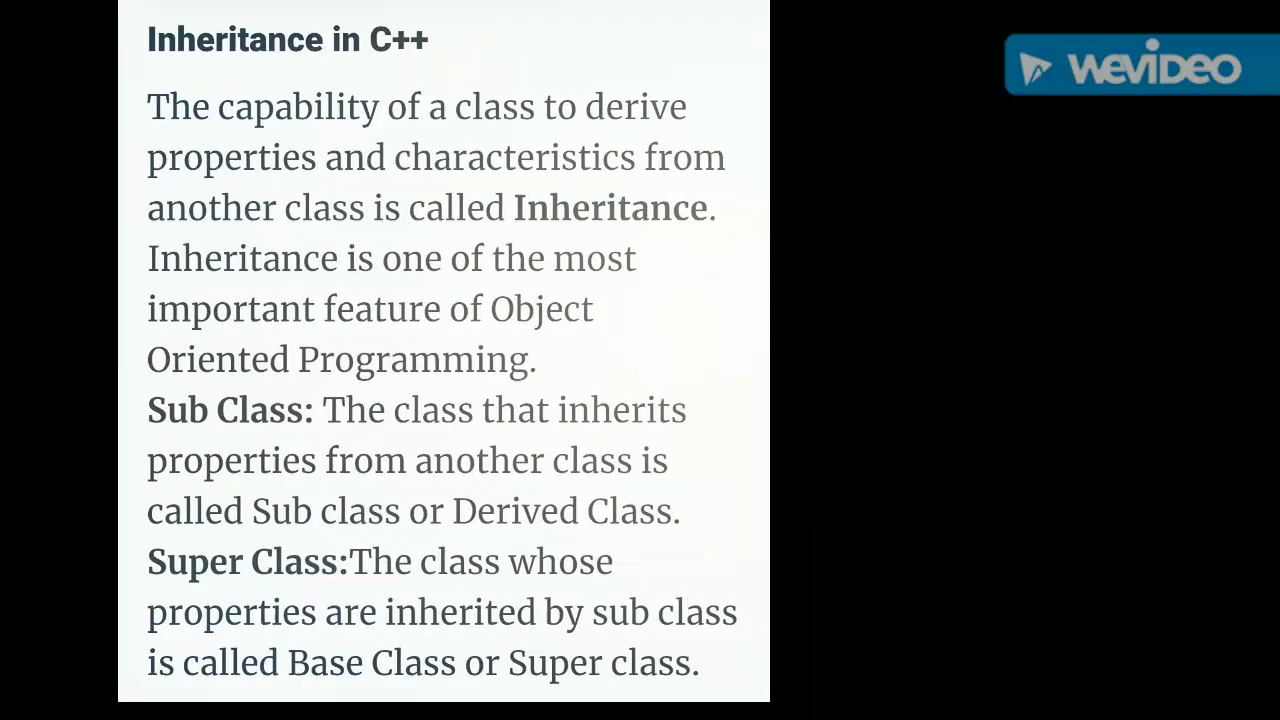 Inheritance in C++
WEVIDEO
The capability of a class to derive
properties and characteristics from
another class is called Inheritance.
Inheritance is one of the most
important feature of Object
Oriented Programming.
Sub Class: The class that inherits
properties from another class is
called Sub class or Derived Class.
Super Class:The class whose
properties are inherited by sub class
is called Base Class or Super class.